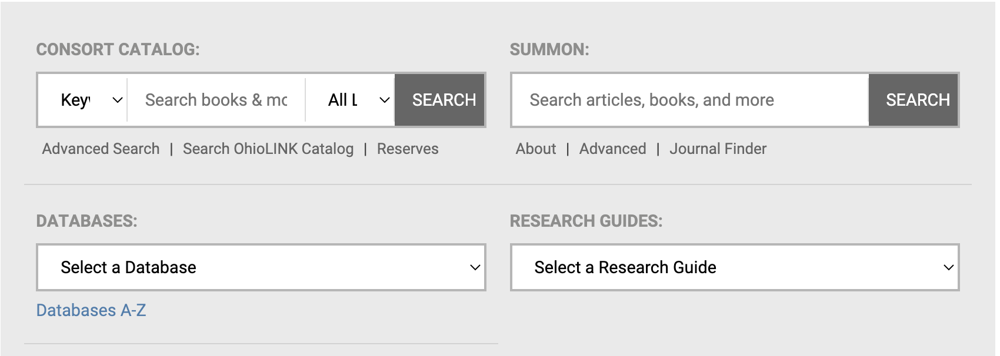 CONSORT CATALOG:
Key
Search books & mo
All L
SEARCH
Advanced Search | Search OhioLINK Catalog | Reserves
SUMMON:
Search articles, books, and more
SEARCH
About | Advanced | Journal Finder
DATABASES:
Select a Database
Databases A-Z
RESEARCH GUIDES:
Select a Research Guide